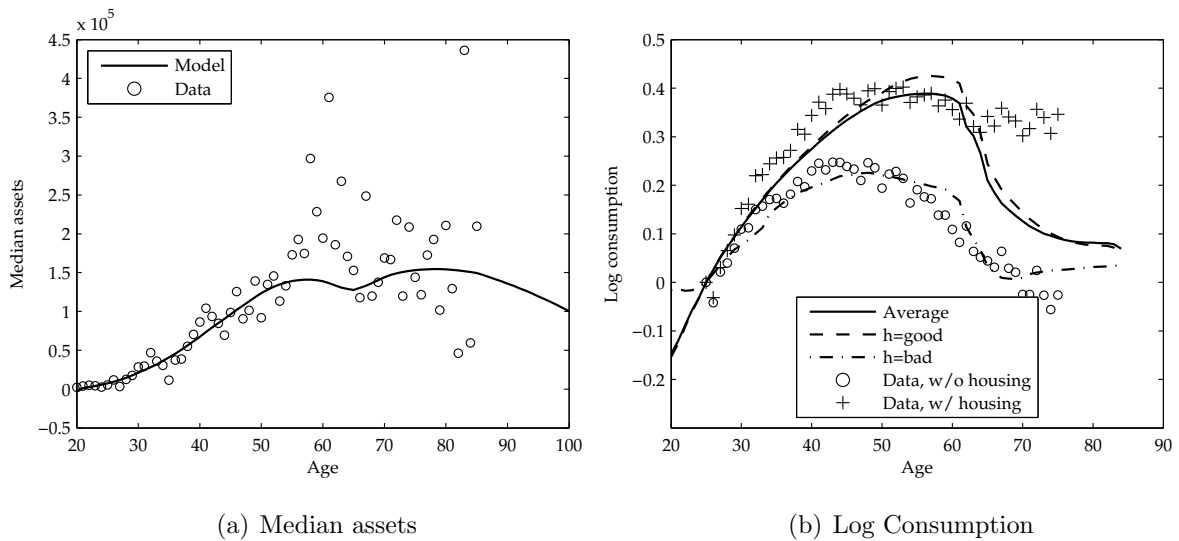 x 10^5
4.5
4
3.5
3
2.5
2
1.5
1
0.5
0
−0.5
20 30 40 50 60 70 80 90 100
Median assets
Age
Model
Data
(a) Median assets
0.5
0.4
0.3
0.2
0.1
0
−0.1
−0.2
20 30 40 50 60 70 80 90
Log consumption
Age
Average
h=good
h=bad
Data, w/o housing
Data, w/ housing
(b) Log Consumption